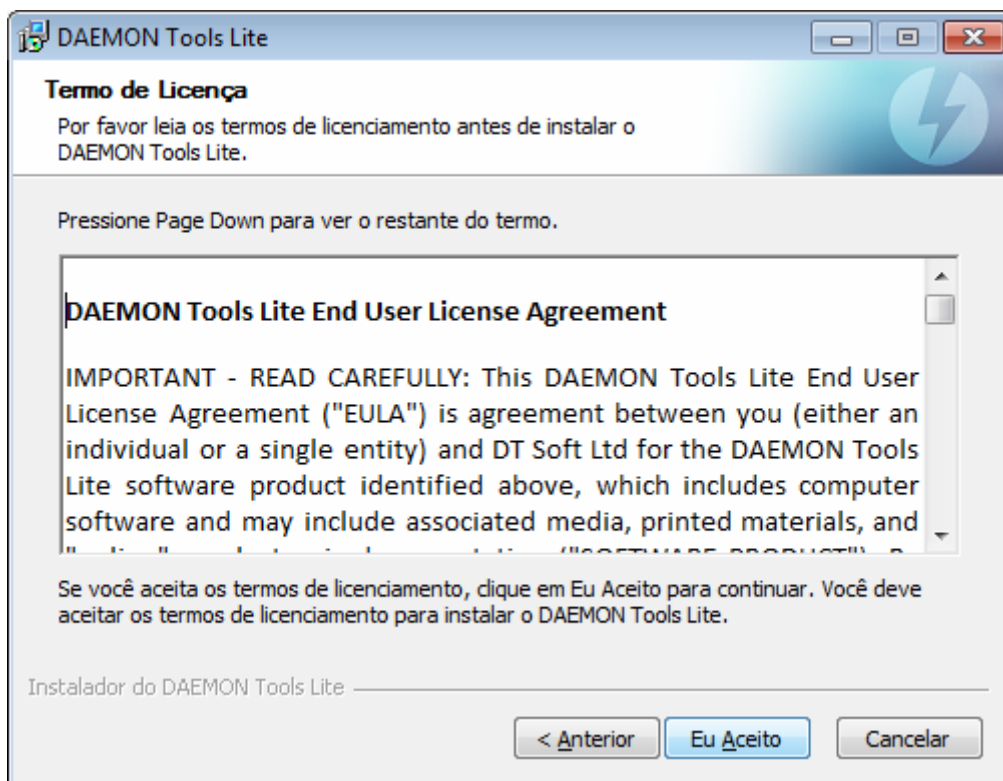 DAEMON Tools Lite
Termo de Licença
Por favor leia os termos de licenciamento antes de instalar o
DAEMON Tools Lite.
Pressione Page Down para ver o restante do termo.
DAEMON Tools Lite End User License Agreement
IMPORTANT - READ CAREFULLY: This DAEMON Tools Lite End User
License Agreement ("EULA") is agreement between you (either an
individual or a single entity) and DT Soft Ltd for the DAEMON Tools
Lite software product identified above, which includes computer
software and may include associated media, printed materials, and
Se você aceita os termos de licenciamento, clique em Eu Aceito para continuar. Você deve
aceitar os termos de licenciamento para instalar o DAEMON Tools Lite.
Instalador do DAEMON Tools Lite
< Anterior Eu Aceito Cancelar